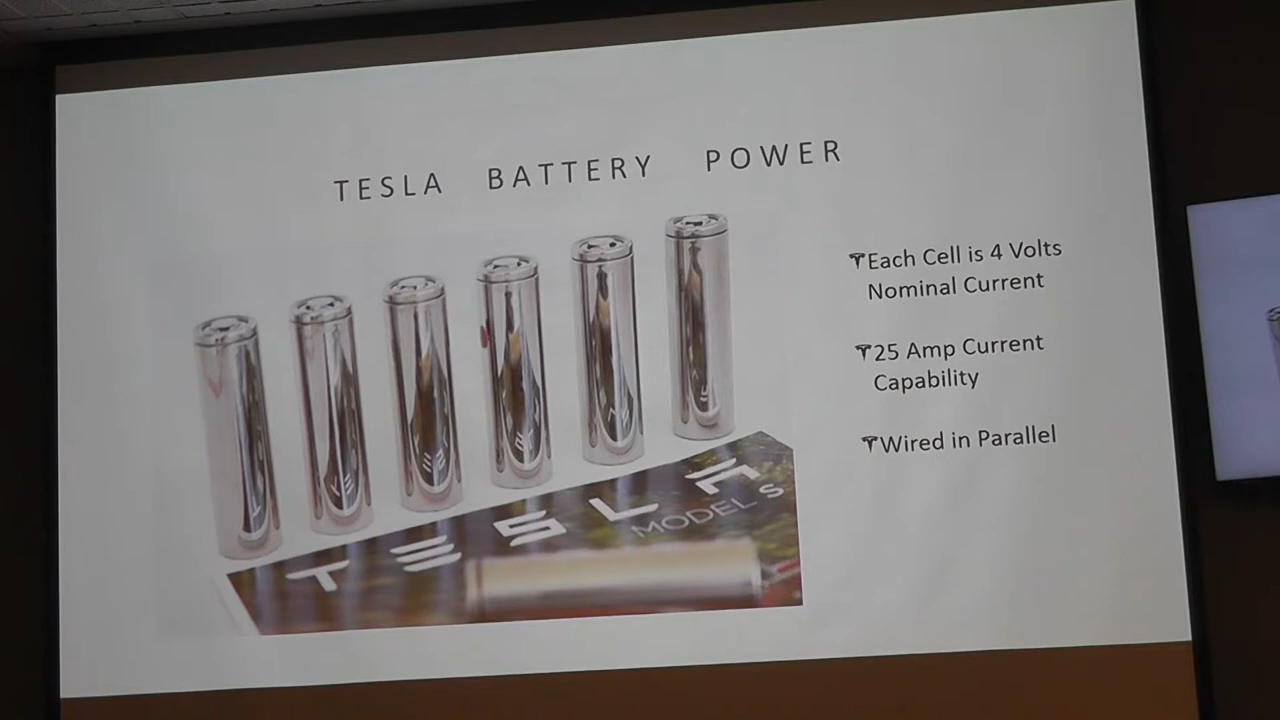 TESLA BATTERY POWER
Each Cell is 4 Volts
Nominal Current
25 Amp Current
Capability
Wired in Parallel
TESLA
MODEL S